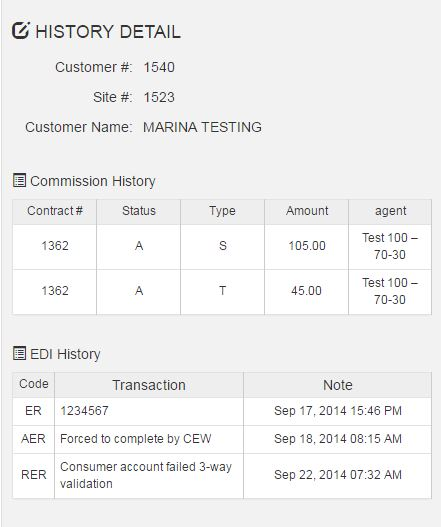 HISTORY DETAIL
Customer #: 1540
Site #: 1523
Customer Name: MARINA TESTING
Commission History
Contract # Status Type Amount agent
1362 A S 105.00 Test 100 –
70-30
1362 A T 45.00 Test 100 –
70-30
EDI History
Code Transaction Note
ER 1234567 Sep 17, 2014 15:46 PM
AER Forced to complete by CEW Sep 18, 2014 08:15 AM
RER Consumer account failed 3-way
validation Sep 22, 2014 07:32 AM